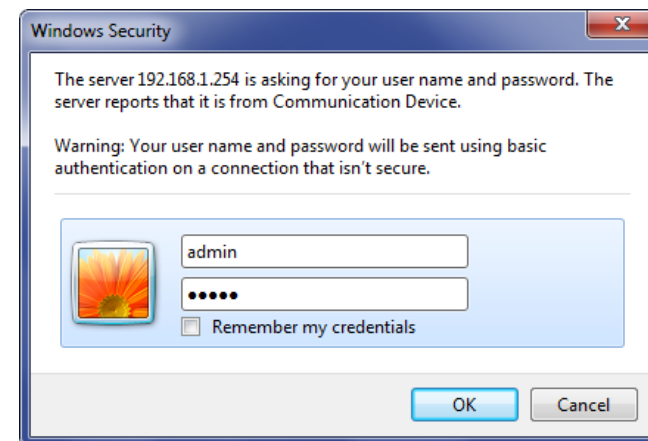 Windows Security
The server 192.168.1.254 is asking for your user name and password. The
server reports that it is from Communication Device.
Warning: Your user name and password will be sent using basic
authentication on a connection that isn't secure.
admin
●●●●●
Remember my credentials
OK Cancel